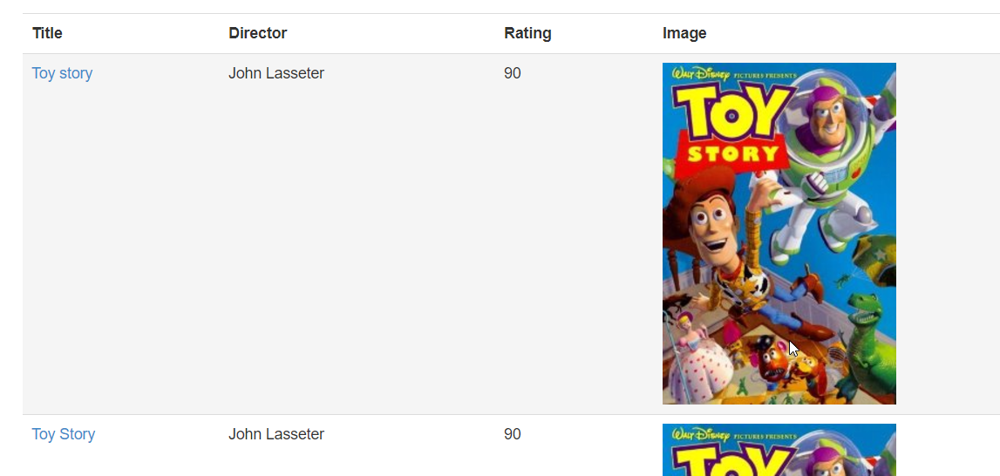 Title Director Rating Image
Toy story John Lasseter 90
WALT DISNEY PICTURES PRESENTS
TOY
STORY
Toy Story John Lasseter 90
WALT DISNEY PICTURES PRESENTS
TOY